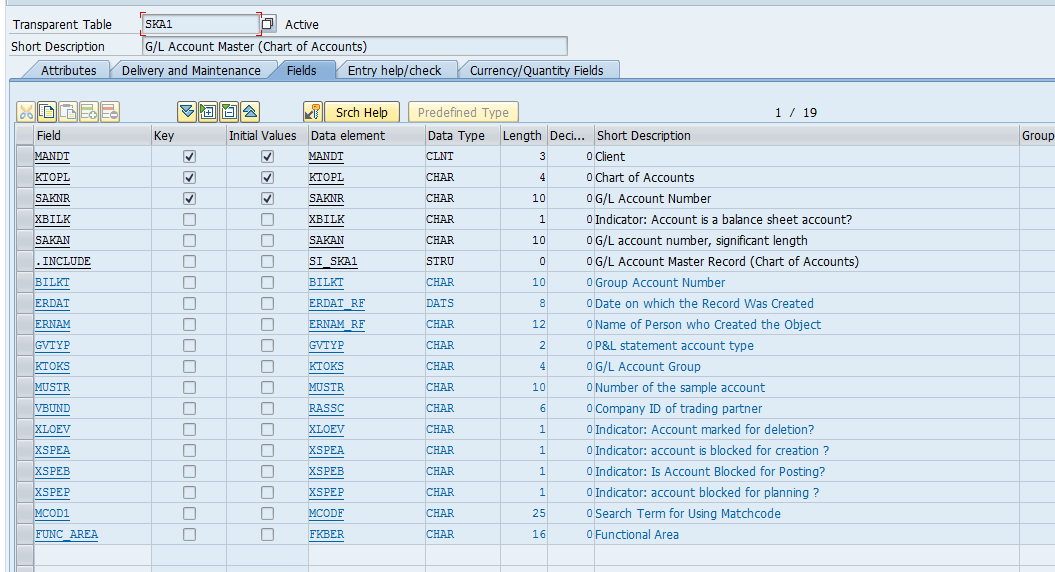 Transparent Table SKA1 Active
Short Description G/L Account Master (Chart of Accounts)
Attributes Delivery and Maintenance Fields Entry help/check Currency/Quantity Fields
Srch Help Predefined Type 1 / 19
Field Key Initial Values Data element Data Type Length Deci... Short Description Group
MANDT MANDT CLNT 3 0 Client
KTOPL KTOPL CHAR 4 0 Chart of Accounts
SAKNR SAKNR CHAR 10 0 G/L Account Number
XBILK XBILK CHAR 1 0 Indicator: Account is a balance sheet account?
SAKAN SAKAN CHAR 10 0 G/L account number, significant length
.INCLUDE SI_SKA1 STRU 0 0 G/L Account Master Record (Chart of Accounts)
BILKT BILKT CHAR 10 0 Group Account Number
ERDAT ERDAT_RF DATS 8 0 Date on which the Record Was Created
ERNAM ERNAM_RF CHAR 12 0 Name of Person who Created the Object
GVTYP GVTYP CHAR 2 0 P&L statement account type
KTOKS KTOKS CHAR 4 0 G/L Account Group
MUSTR MUSTR CHAR 10 0 Number of the sample account
VBUND RASSC CHAR 6 0 Company ID of trading partner
XLOEV XLOEV CHAR 1 0 Indicator: Account marked for deletion?
XSPEA XSPEA CHAR 1 0 Indicator: account is blocked for creation ?
XSPEB XSPEB CHAR 1 0 Indicator: Is Account Blocked for Posting?
XSPEP XSPEP CHAR 1 0 Indicator: account blocked for planning ?
MCOD1 MCODF CHAR 25 0 Search Term for Using Matchcode
FUNC_AREA FKBER CHAR 16 0 Functional Area